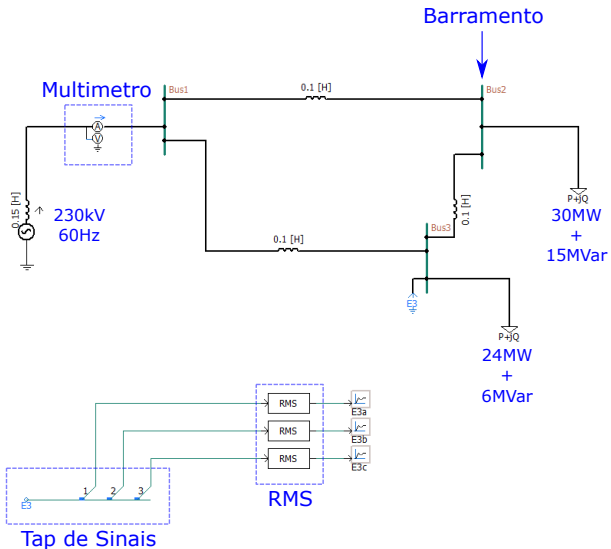 Barramento
Multimetro
Bus1
0.1 [H]
Bus2
A
V
0.15 [H]
230kV
60Hz
0.1 [H]
0.1 [H]
Bus3
P+jQ
30MW
+
15MVar
E3
P+jQ
24MW
+
6MVar
RMS
E3a
RMS
E3b
RMS
E3c
1
2
3
E3
RMS
Tap de Sinais